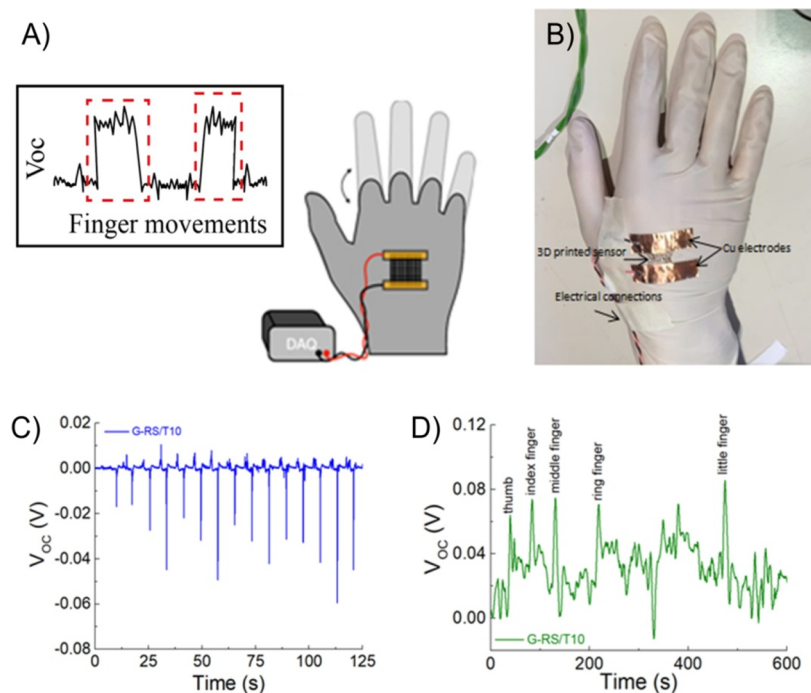 A)
Voc
Finger movements
DAQ
B)
3D printed sensor
Cu electrodes
Electrical connections
C)
G-RS/T10
0.02
0.00
-0.02
-0.04
-0.06
-0.08
V_OC (V)
0 25 50 75 100 125
Time (s)
D)
0.12
0.08
0.04
0.00
V_OC (V)
thumb
index finger
middle finger
ring finger
little finger
G-RS/T10
0 200 400 600
Time (s)